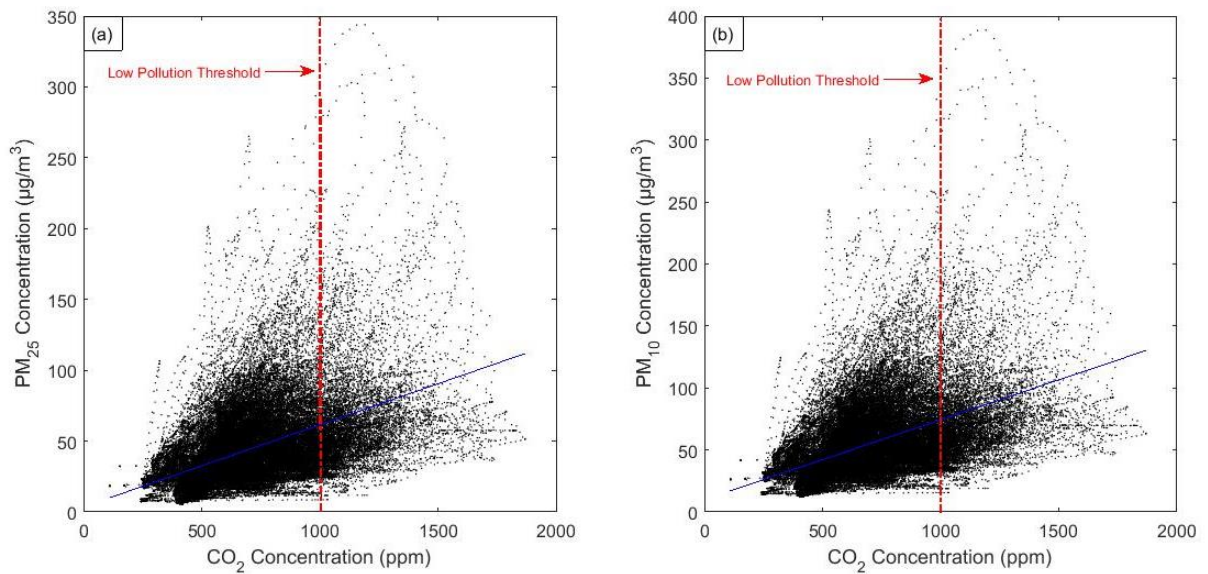 (a)
Low Pollution Threshold
350
300
250
200
150
100
50
0
PM25 Concentration (µg/m³)
0 500 1000 1500 2000
CO2 Concentration (ppm)
(b)
Low Pollution Threshold
400
350
300
250
200
150
100
50
0
PM10 Concentration (µg/m³)
0 500 1000 1500 2000
CO2 Concentration (ppm)